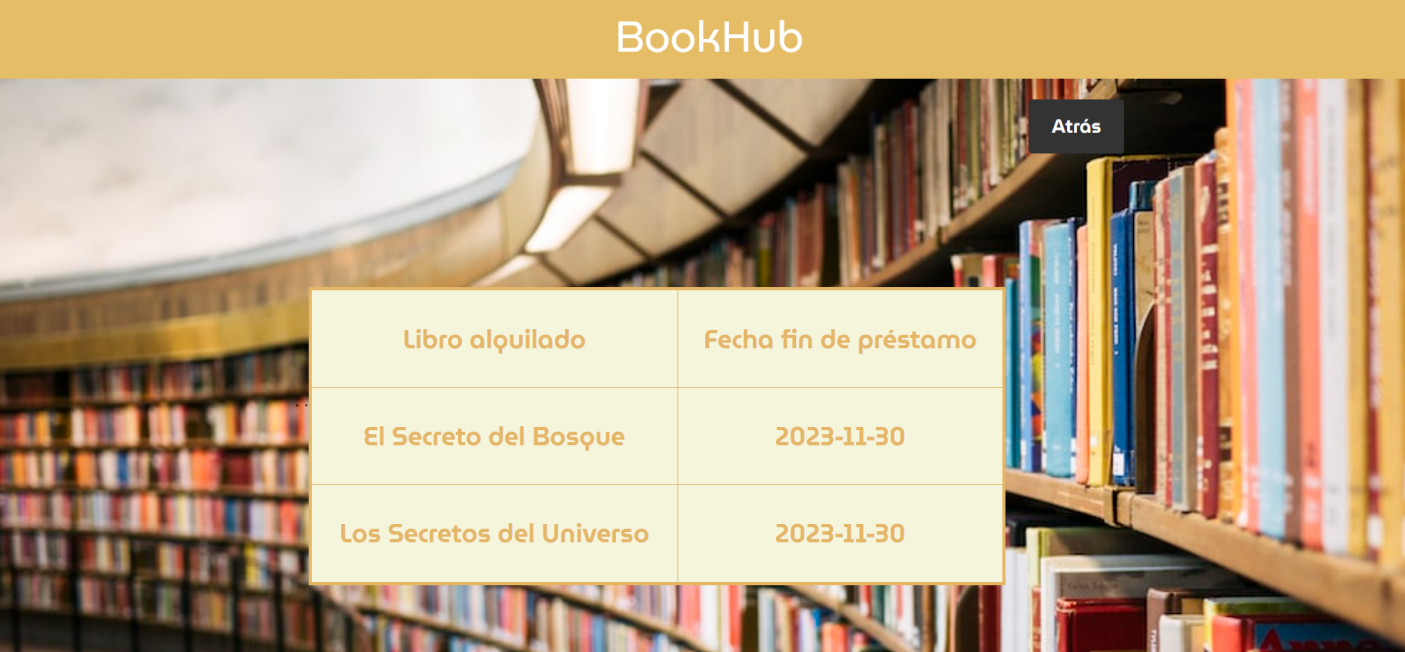 BookHub
Atrás
Libro alquilado
Fecha fin de préstamo
El Secreto del Bosque
2023-11-30
Los Secretos del Universo
2023-11-30